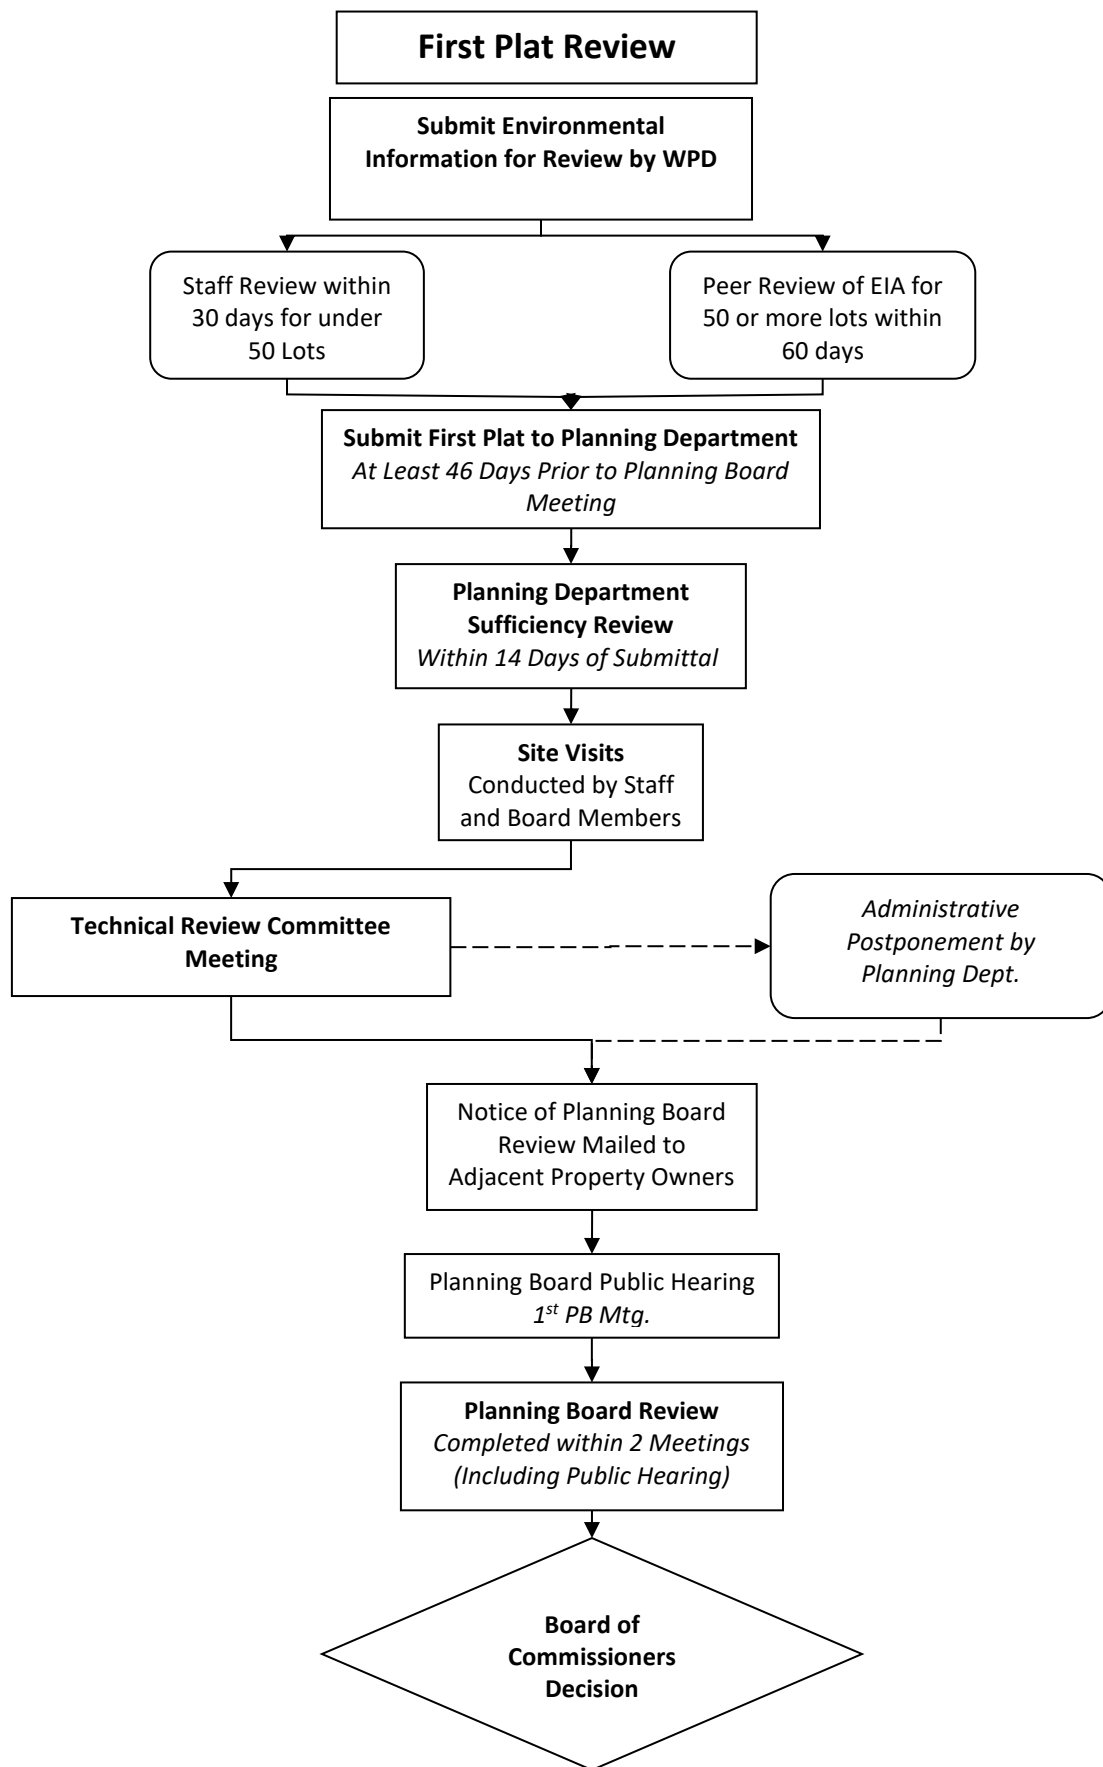 First Plat Review
Submit Environmental
Information for Review by WPD
Staff Review within
30 days for under
50 Lots
Peer Review of EIA for
50 or more lots within
60 days
Submit First Plat to Planning Department
At Least 46 Days Prior to Planning Board
Meeting
Planning Department
Sufficiency Review
Within 14 Days of Submittal
Site Visits
Conducted by Staff
and Board Members
Technical Review Committee
Meeting
Administrative
Postponement by
Planning Dept.
Notice of Planning Board
Review Mailed to
Adjacent Property Owners
Planning Board Public Hearing
1st PB Mtg.
Planning Board Review
Completed within 2 Meetings
(Including Public Hearing)
Board of
Commissioners
Decision